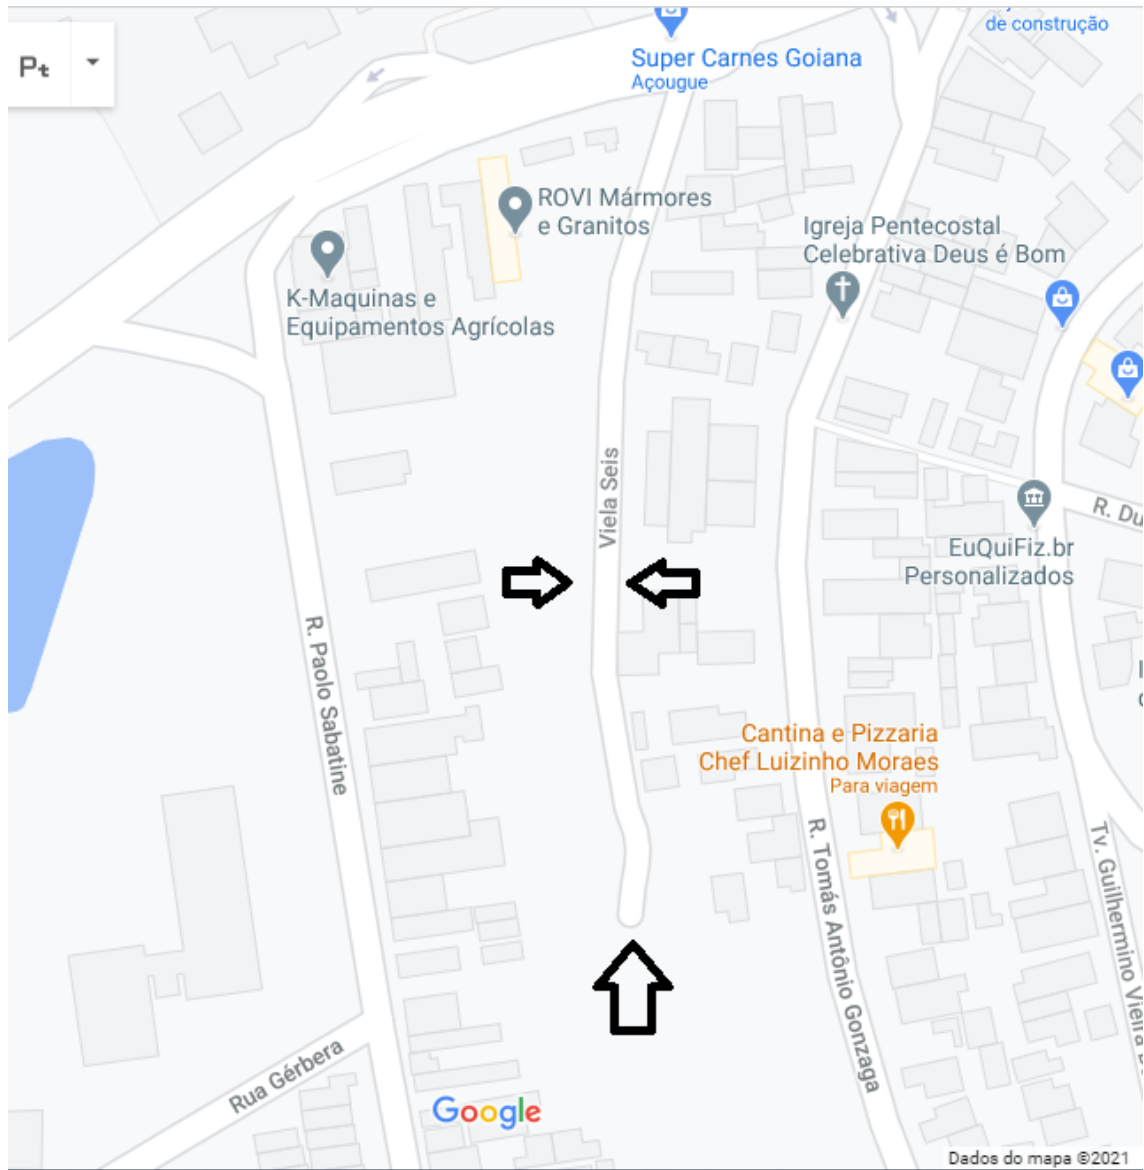 de construção
Pt
Super Carnes Goiana
Açougue
ROVI Mármores
e Granitos
Igreja Pentecostal
Celebrativa Deus é Bom
K-Maquinas e
Equipamentos Agrícolas
Viela Seis
R. Du
EuQuiFiz.br
Personalizados
R. Paolo Sabatine
Cantina e Pizzaria
Chef Luizinho Moraes
Para viagem
R. Tomás Antônio Gonzaga
Tv. Guilhermino Vieira
Rua Gérbera
Google
Dados do mapa ©2021